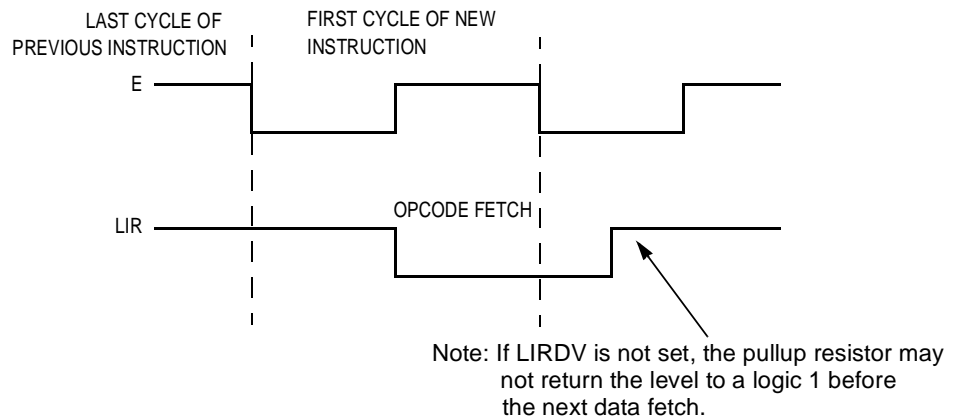 LAST CYCLE OF
PREVIOUS INSTRUCTION
FIRST CYCLE OF NEW
INSTRUCTION
E
OPCODE FETCH
LIR
Note: If LIRDV is not set, the pullup resistor may
not return the level to a logic 1 before
the next data fetch.